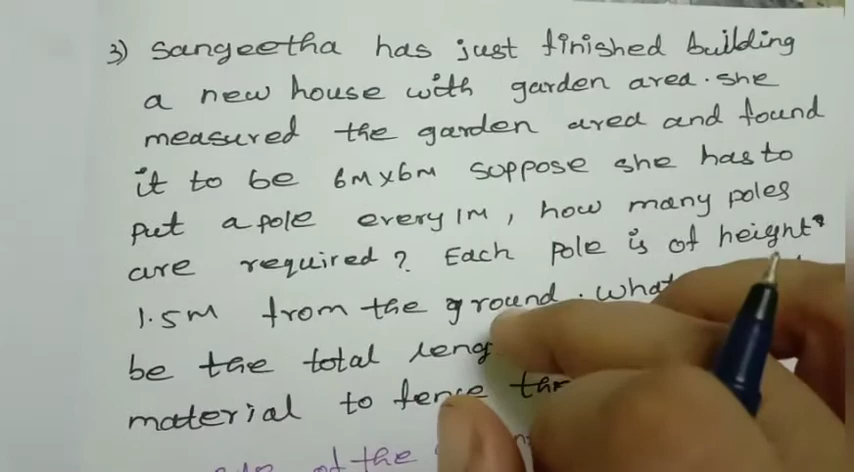 3) Sangeetha has just finished building
a new house with garden area. she
measured the garden area and found
it to be 6M x 6M suppose she has to
put a pole every 1M, how many poles
are required? Each pole is of height
1.5M from the ground. what
be the total
material to fence
of the